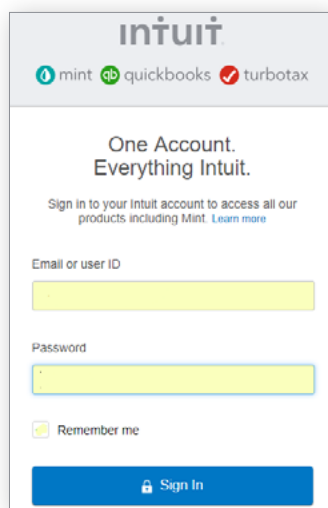 intuit
mint qb quickbooks turbotax
One Account.
Everything Intuit.
Sign in to your Intuit account to access all our
products including Mint. Learn more
Email or user ID
Password
Remember me
Sign In